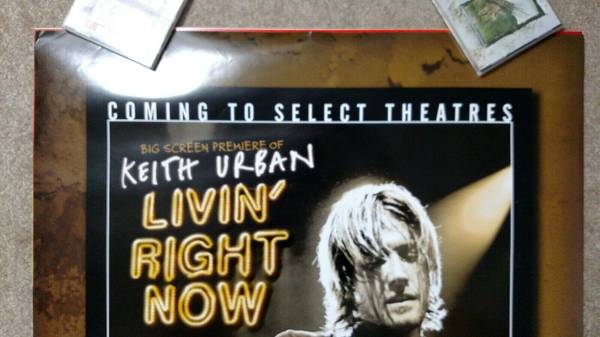 COMING TO SELECT THEATRES
BIG SCREEN PREMIERE OF
KEITH URBAN
LIVIN'
RIGHT
NOW